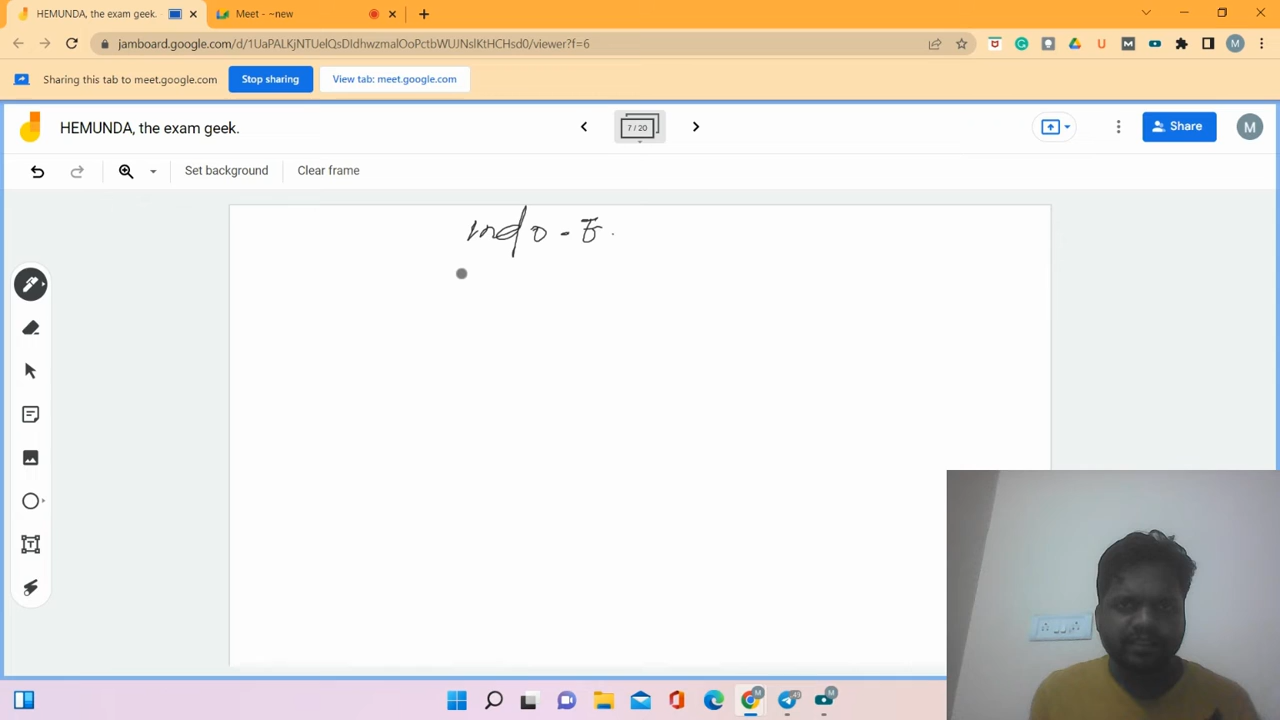 HEMUNDA, the exam geek.
Meet - ~new
jamboard.google.com/d/
/viewer?f=6
Sharing this tab to meet.google.com
Stop sharing
View tab: meet.google.com
HEMUNDA, the exam geek.
7 / 20
Share
M
Set background
Clear frame
Indo - E.